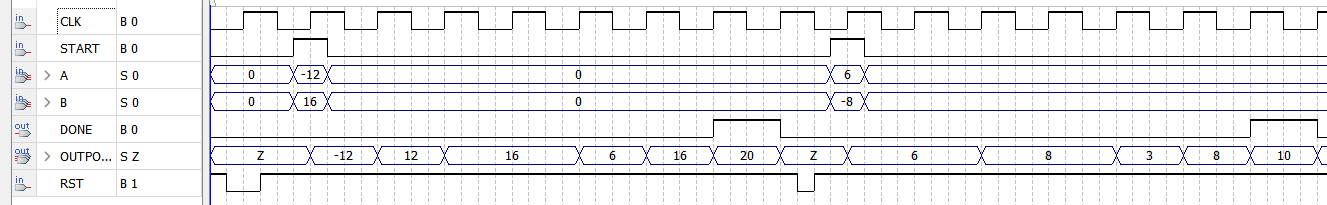 in CLK B 0
in START B 0
in > A S 0 0 -12 0 6
in > B S 0 0 16 0 -8
out DONE B 0
out > OUTPO... S Z Z -12 12 16 6 16 20 Z 6 8 3 8 10
in RST B 1